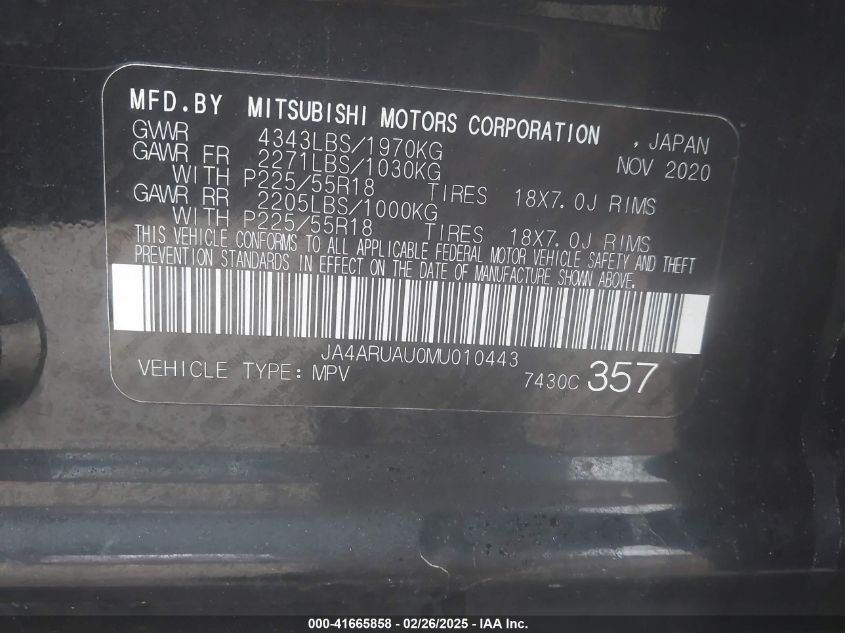 MFD.BY MITSUBISHI MOTORS CORPORATION , JAPAN
GVWR 4343LBS/1970KG NOV 2020
GAWR FR 2271LBS/1030KG
WITH P225/55R18 TIRES 18X7.0J RIMS
GAWR RR 2205LBS/1000KG
WITH P225/55R18 TIRES 18X7.0J RIMS
THIS VEHICLE CONFORMS TO ALL APPLICABLE FEDERAL MOTOR VEHICLE SAFETY AND THEFT
PREVENTION STANDARDS IN EFFECT ON THE DATE OF MANUFACTURE SHOWN ABOVE.
JA4ARUAU0MU010443
VEHICLE TYPE: MPV 7430C 357
000-41665858 - 02/26/2025 - IAA Inc.